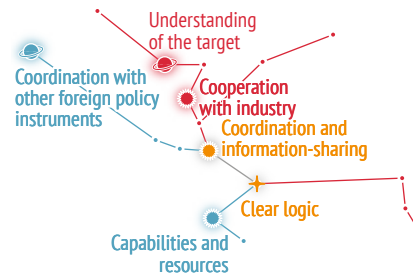 Understanding
of the target
Coordination with
other foreign policy
instruments
Cooperation
with industry
Coordination and
information-sharing
Clear logic
Capabilities and
resources